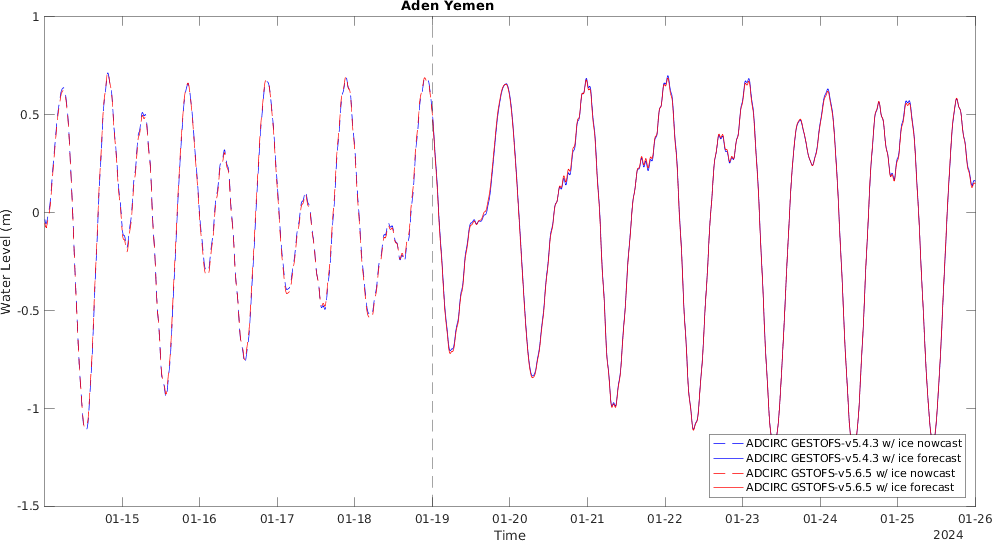 Aden Yemen
Water Level (m)
1
0.5
0
-0.5
-1
-1.5
01-15 01-16 01-17 01-18 01-19 01-20 01-21 01-22 01-23 01-24 01-25 01-26
2024
Time
ADCIRC GESTOFS-v5.4.3 w/ ice nowcast
ADCIRC GESTOFS-v5.4.3 w/ ice forecast
ADCIRC GSTOFS-v5.6.5 w/ ice nowcast
ADCIRC GSTOFS-v5.6.5 w/ ice forecast